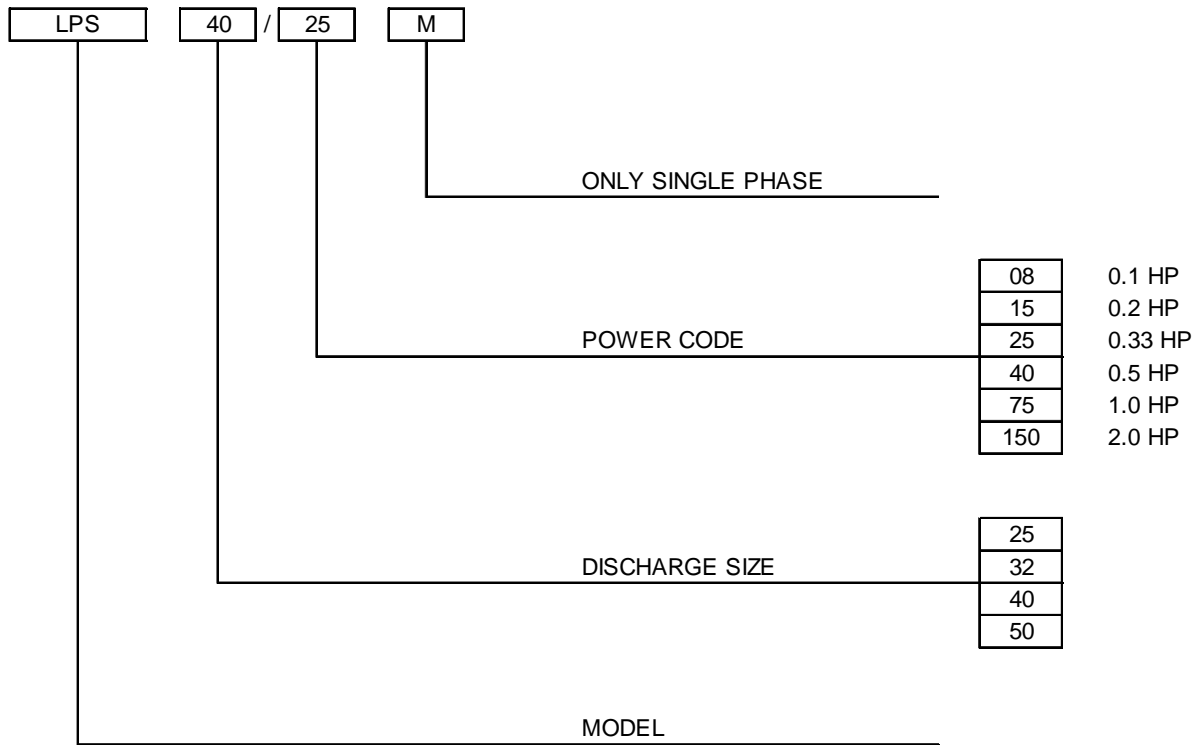 LPS 40 / 25 M
ONLY SINGLE PHASE
08 0.1 HP
15 0.2 HP
POWER CODE 25 0.33 HP
40 0.5 HP
75 1.0 HP
150 2.0 HP
25
DISCHARGE SIZE 32
40
50
MODEL